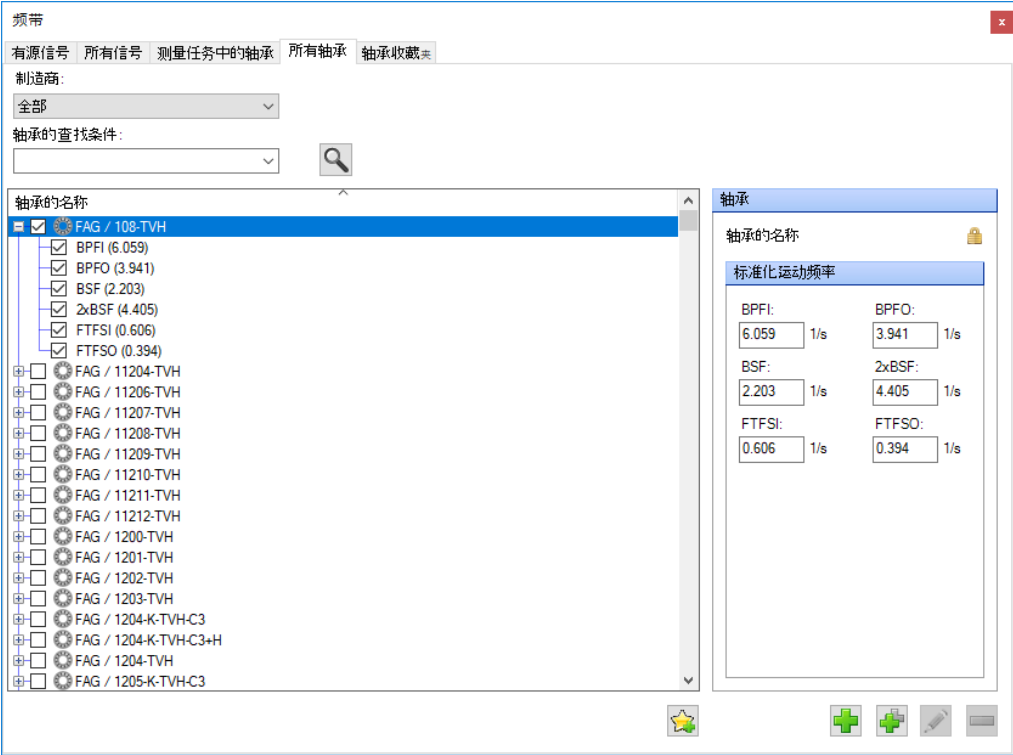 频带
x
有源信号 所有信号 测量任务中的轴承 所有轴承 轴承收藏夹
制造商:
全部
轴承的查找条件:
轴承的名称
FAG / 108-TVH
BPFI (6.059)
BPFO (3.941)
BSF (2.203)
2xBSF (4.405)
FTFSI (0.606)
FTFSO (0.394)
FAG / 11204-TVH
FAG / 11206-TVH
FAG / 11207-TVH
FAG / 11208-TVH
FAG / 11209-TVH
FAG / 11210-TVH
FAG / 11211-TVH
FAG / 11212-TVH
FAG / 1200-TVH
FAG / 1201-TVH
FAG / 1202-TVH
FAG / 1203-TVH
FAG / 1204-K-TVH-C3
FAG / 1204-K-TVH-C3+H
FAG / 1204-TVH
FAG / 1205-K-TVH-C3
轴承
轴承的名称
标准化运动频率
BPFI: BPFO:
6.059 1/s 3.941 1/s
BSF: 2xBSF:
2.203 1/s 4.405 1/s
FTFSI: FTFSO:
0.606 1/s 0.394 1/s